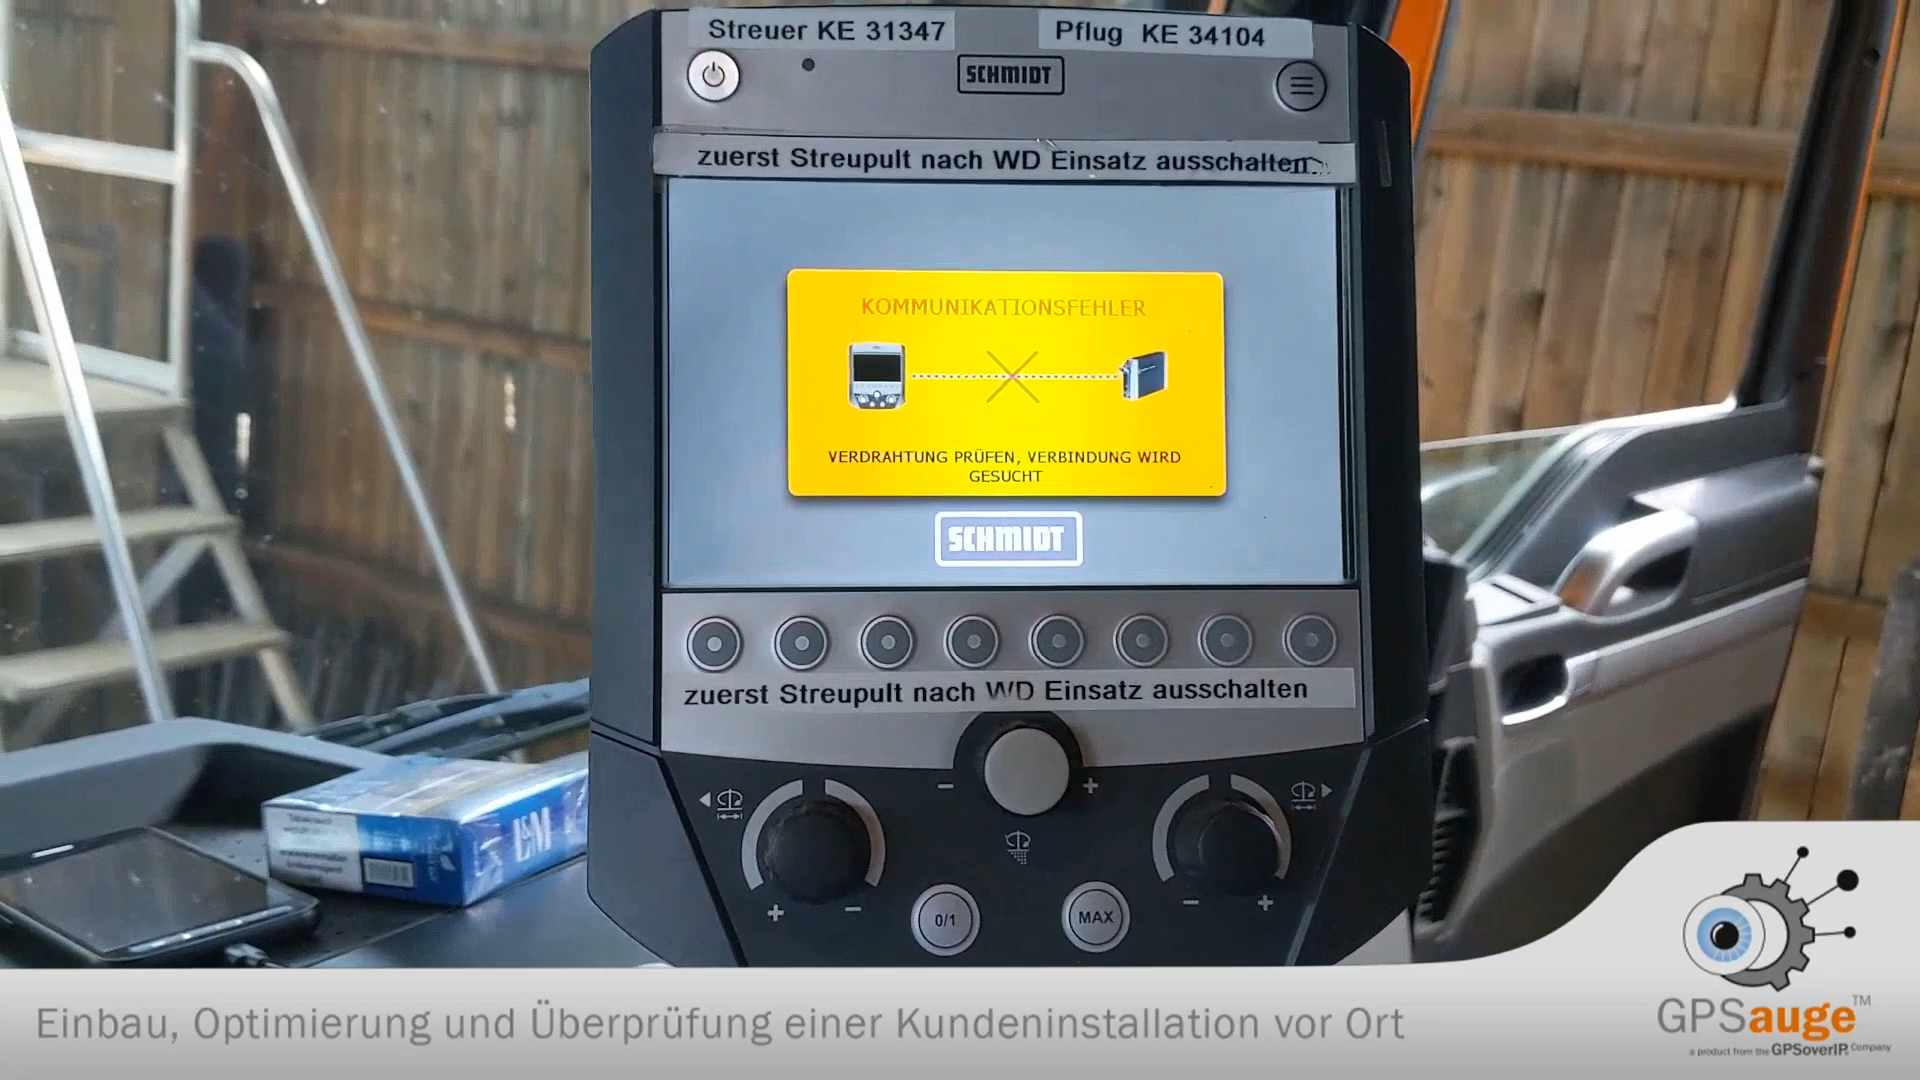 Streuer KE 31347
Pflug KE 34104
SCHMIDT
zuerst Streupult nach WD Einsatz ausschalten
KOMMUNIKATIONSFEHLER
VERDRAHTUNG PRÜFEN, VERBINDUNG WIRD
GESUCHT
SCHMIDT
zuerst Streupult nach WD Einsatz ausschalten
- +
L&M
+ -
0/1
MAX
- +
Einbau, Optimierung und Überprüfung einer Kundeninstallation vor Ort
GPSauge™
a product from the GPSoverIP Company